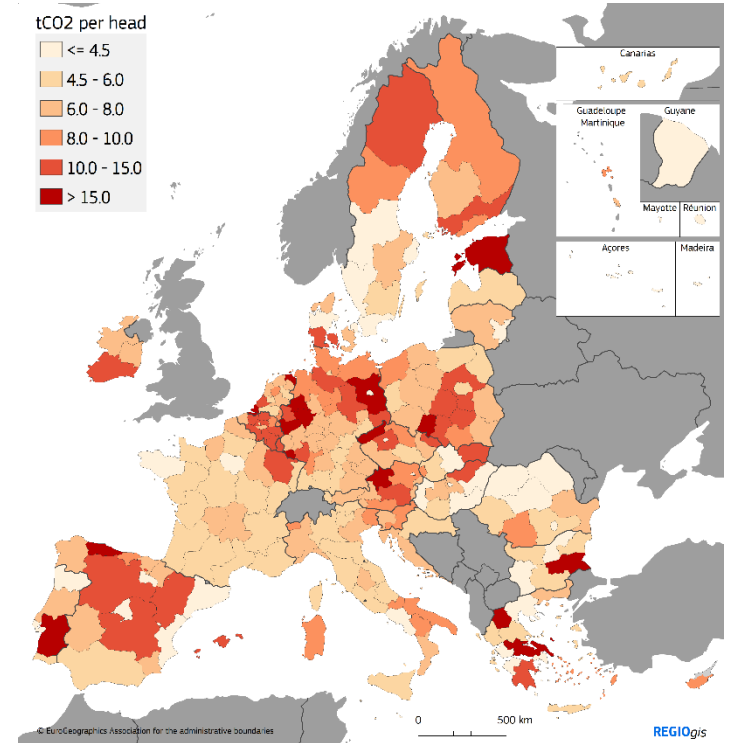 tCO2 per head
<= 4.5
4.5 - 6.0
6.0 - 8.0
8.0 - 10.0
10.0 - 15.0
> 15.0
Canarias
Guadeloupe
Martinique
Guyane
Mayotte
Réunion
Açores
Madeira
© EuroGeographics Association for the administrative boundaries
0
500 km
REGIOgis